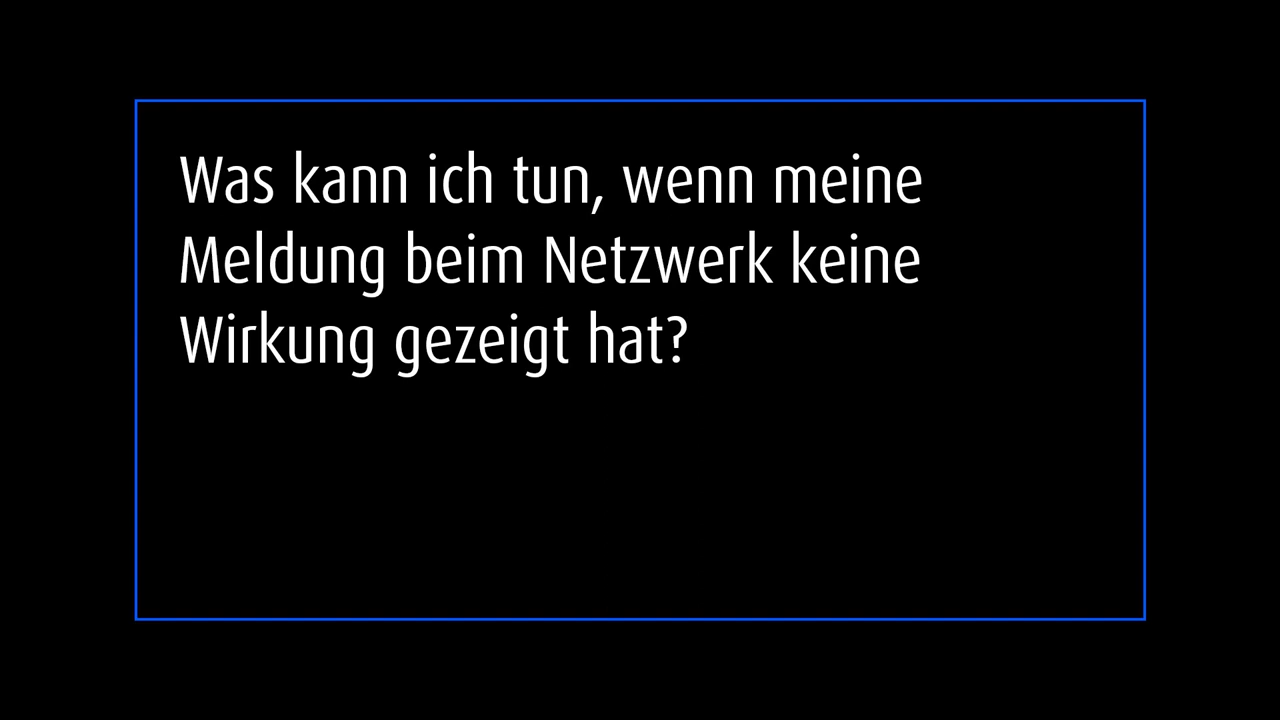 Was kann ich tun, wenn meine
Meldung beim Netzwerk keine
Wirkung gezeigt hat?